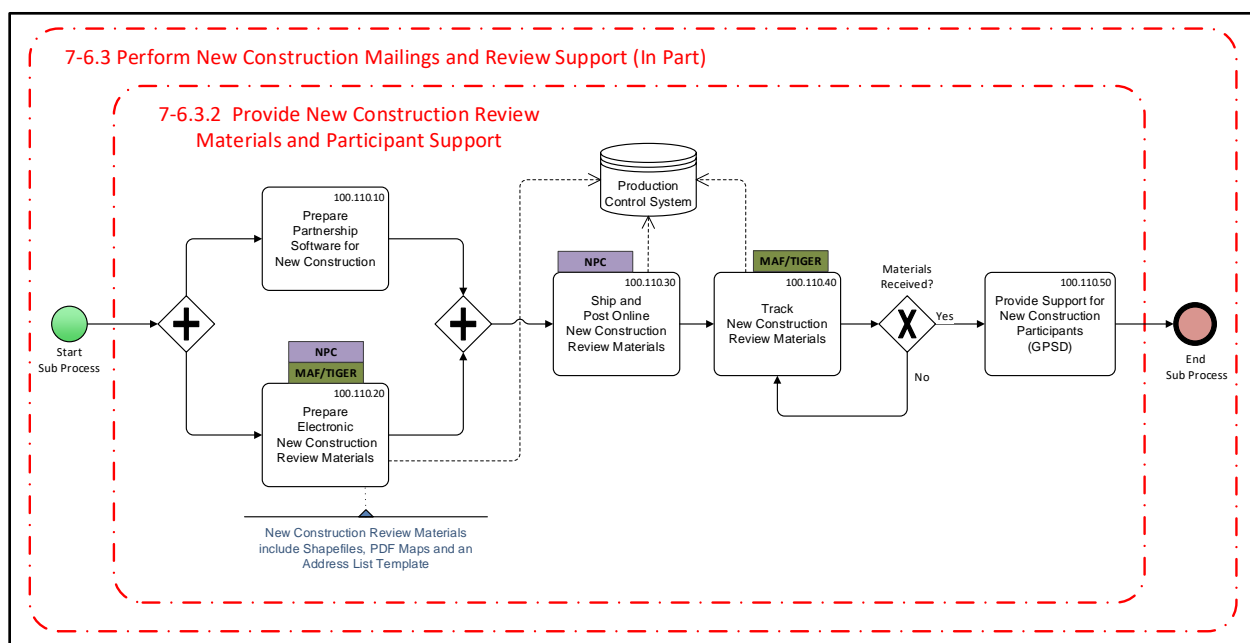 7-6.3 Perform New Construction Mailings and Review Support (In Part)
7-6.3.2 Provide New Construction Review
Materials and Participant Support
Production
Control System
100.110.10
Prepare
Partnership
Software for
New Construction
Start
Sub Process
NPC
MAF/TIGER
100.110.20
Prepare
Electronic
New Construction
Review Materials
New Construction Review Materials
include Shapefiles, PDF Maps and an
Address List Template
NPC
100.110.30
Ship and
Post Online
New Construction
Review Materials
MAF/TIGER
100.110.40
Track
New Construction
Review Materials
Materials
Received?
X
Yes
No
100.110.50
Provide Support for
New Construction
Participants
(GPSD)
End
Sub Process